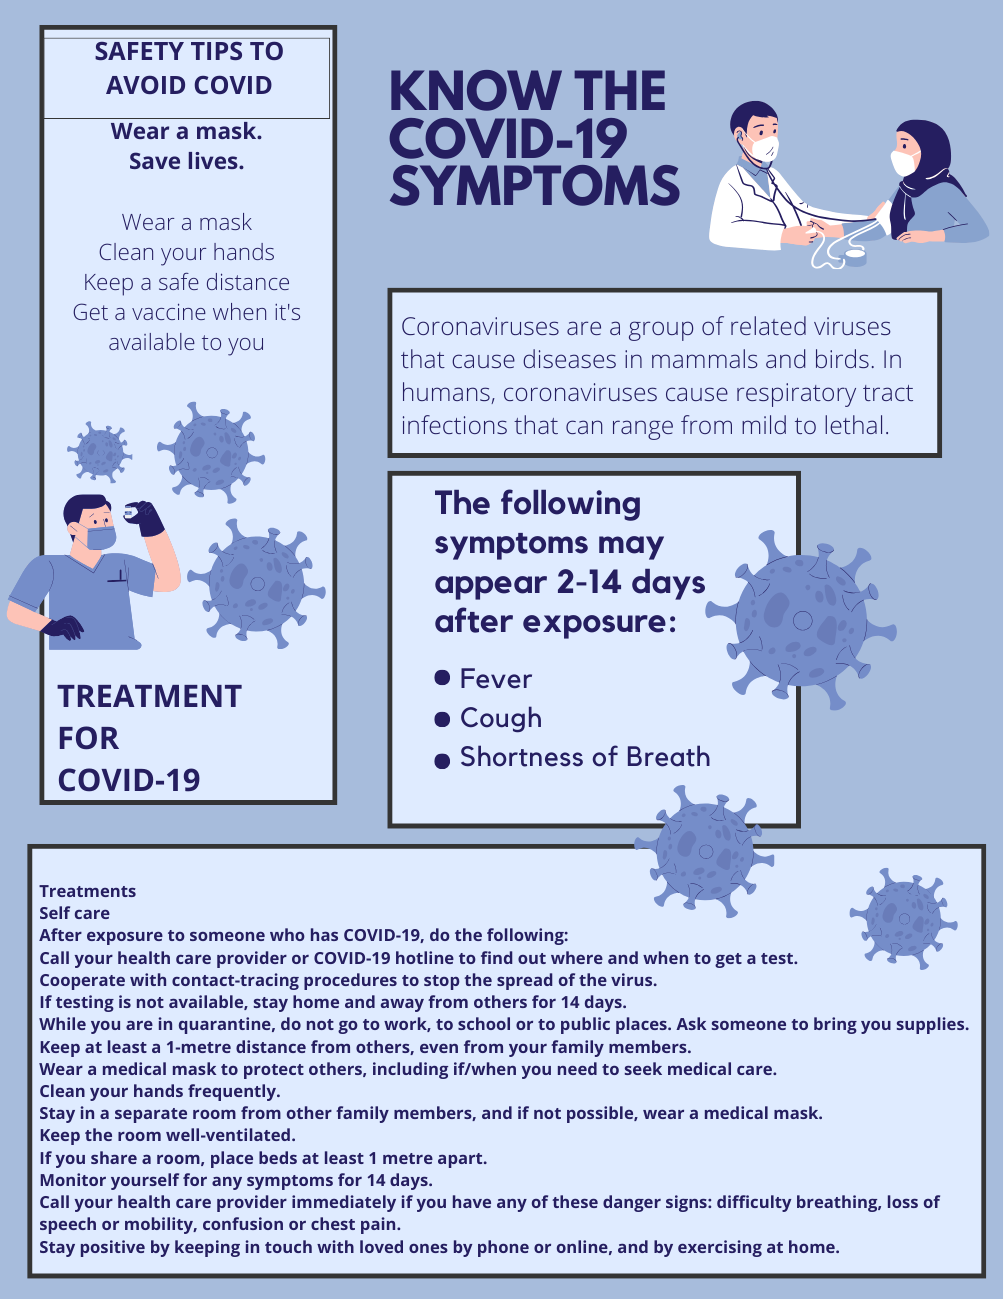 SAFETY TIPS TO
AVOID COVID
Wear a mask.
Save lives.
Wear a mask
Clean your hands
Keep a safe distance
Get a vaccine when it's
available to you
TREATMENT
FOR
COVID-19
KNOW THE
COVID-19
SYMPTOMS
Coronaviruses are a group of related viruses
that cause diseases in mammals and birds. In
humans, coronaviruses cause respiratory tract
infections that can range from mild to lethal.
The following
symptoms may
appear 2-14 days
after exposure:
● Fever
● Cough
● Shortness of Breath
Treatments
Self care
After exposure to someone who has COVID-19, do the following:
Call your health care provider or COVID-19 hotline to find out where and when to get a test.
Cooperate with contact-tracing procedures to stop the spread of the virus.
If testing is not available, stay home and away from others for 14 days.
While you are in quarantine, do not go to work, to school or to public places. Ask someone to bring you supplies.
Keep at least a 1-metre distance from others, even from your family members.
Wear a medical mask to protect others, including if/when you need to seek medical care.
Clean your hands frequently.
Stay in a separate room from other family members, and if not possible, wear a medical mask.
Keep the room well-ventilated.
If you share a room, place beds at least 1 metre apart.
Monitor yourself for any symptoms for 14 days.
Call your health care provider immediately if you have any of these danger signs: difficulty breathing, loss of
speech or mobility, confusion or chest pain.
Stay positive by keeping in touch with loved ones by phone or online, and by exercising at home.